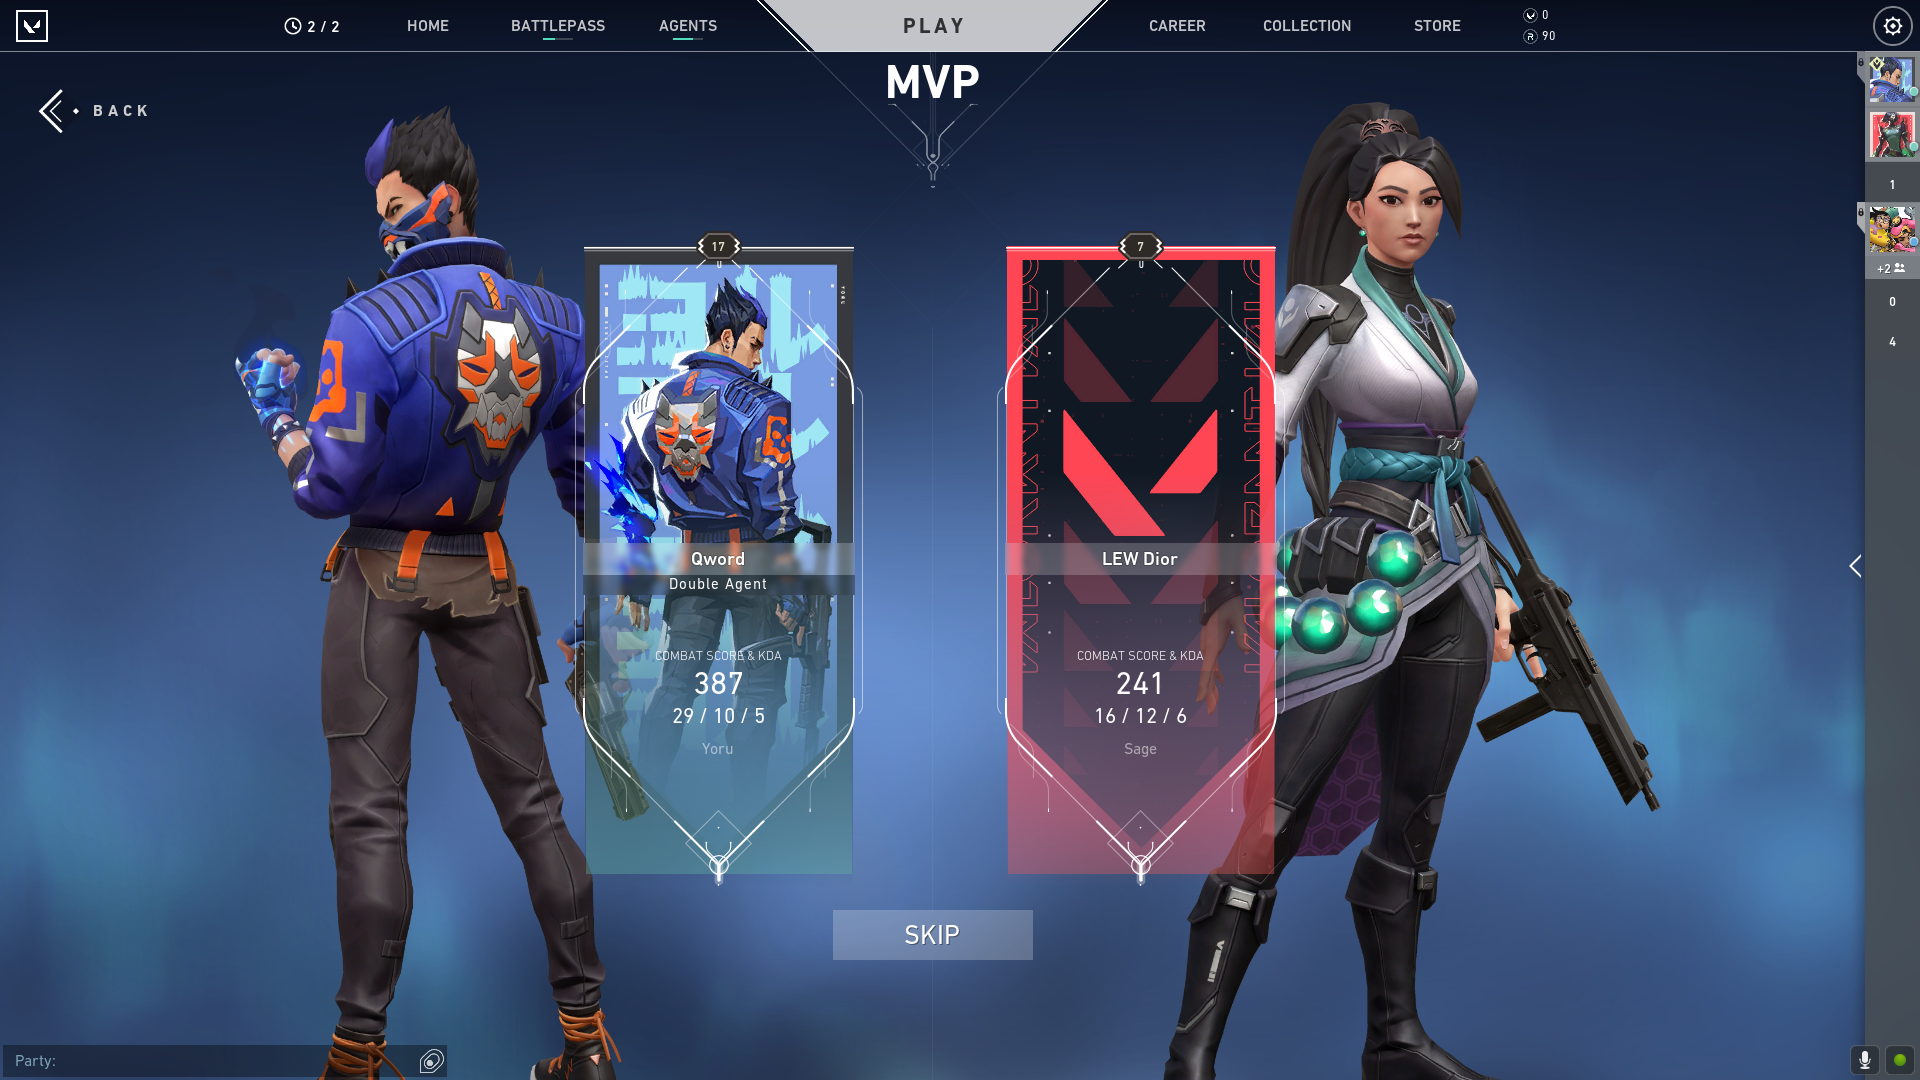 2 / 2
HOME
BATTLEPASS
AGENTS
PLAY
CAREER
COLLECTION
STORE
0
90
MVP
BACK
1
+2
0
4
17
Qword
Double Agent
COMBAT SCORE & KDA
387
29 / 10 / 5
Yoru
7
LEW Dior
COMBAT SCORE & KDA
241
16 / 12 / 6
Sage
SKIP
Party: